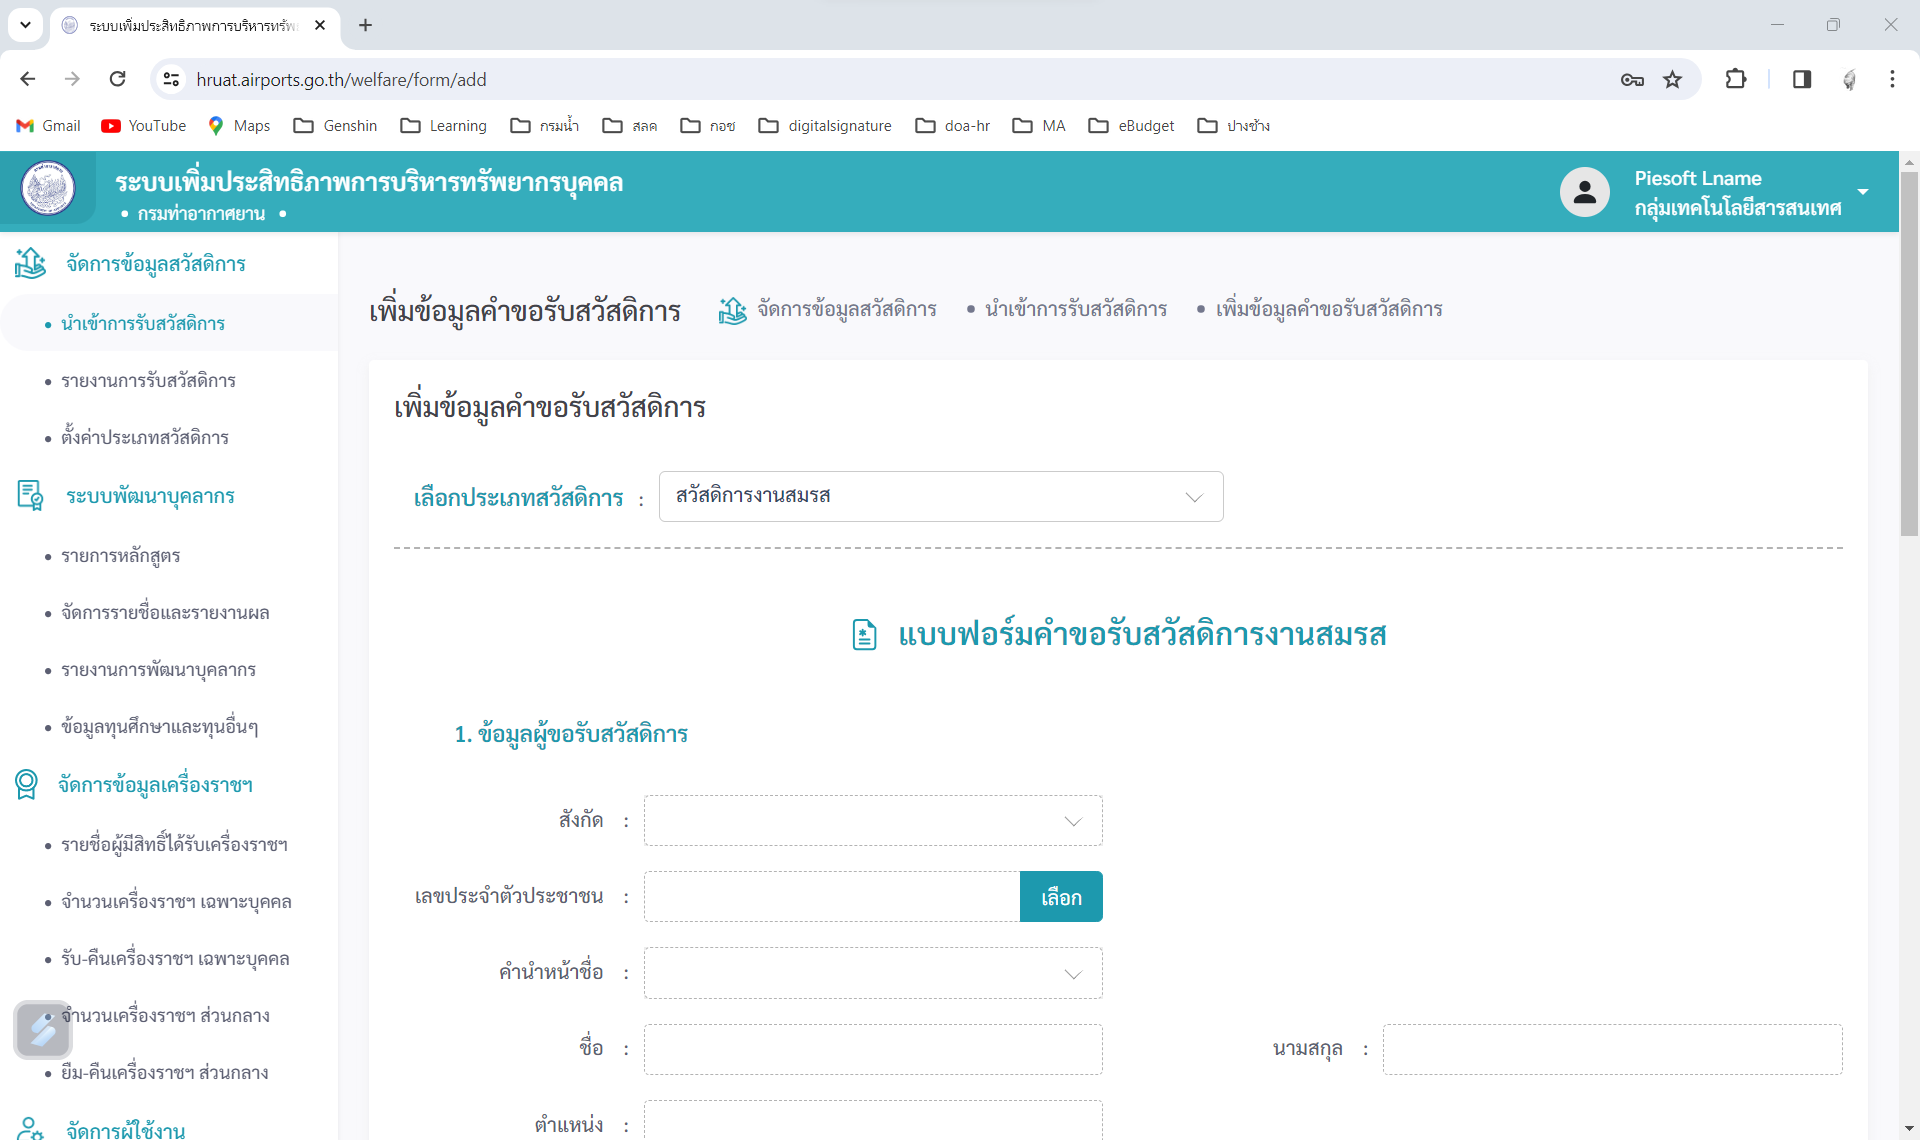 ระบบเพิ่มประสิทธิภาพการบริหารทรัพ
hruat.airports.go.th/welfare/form/add
Gmail YouTube Maps Genshin Learning กรมน้ำ สลค กอช digitalsignature doa-hr MA eBudget ปางช้าง
ระบบเพิ่มประสิทธิภาพการบริหารทรัพยากรบุคคล
• กรมท่าอากาศยาน •
Piesoft Lname
กลุ่มเทคโนโลยีสารสนเทศ
จัดการข้อมูลสวัสดิการ
• นำเข้าการรับสวัสดิการ
• รายงานการรับสวัสดิการ
• ตั้งค่าประเภทสวัสดิการ
ระบบพัฒนาบุคลากร
• รายการหลักสูตร
• จัดการรายชื่อและรายงานผล
• รายงานการพัฒนาบุคลากร
• ข้อมูลทุนศึกษาและทุนอื่นๆ
จัดการข้อมูลเครื่องราชฯ
• รายชื่อผู้มีสิทธิ์ได้รับเครื่องราชฯ
• จำนวนเครื่องราชฯ เฉพาะบุคคล
• รับ-คืนเครื่องราชฯ เฉพาะบุคคล
• จำนวนเครื่องราชฯ ส่วนกลาง
• ยืม-คืนเครื่องราชฯ ส่วนกลาง
จัดการผู้ใช้งาน
เพิ่มข้อมูลคำขอรับสวัสดิการ จัดการข้อมูลสวัสดิการ • นำเข้าการรับสวัสดิการ • เพิ่มข้อมูลคำขอรับสวัสดิการ
เพิ่มข้อมูลคำขอรับสวัสดิการ
เลือกประเภทสวัสดิการ : สวัสดิการงานสมรส
แบบฟอร์มคำขอรับสวัสดิการงานสมรส
1. ข้อมูลผู้ขอรับสวัสดิการ
สังกัด :
เลขประจำตัวประชาชน : เลือก
คำนำหน้าชื่อ :
ชื่อ : นามสกุล :
ตำแหน่ง :